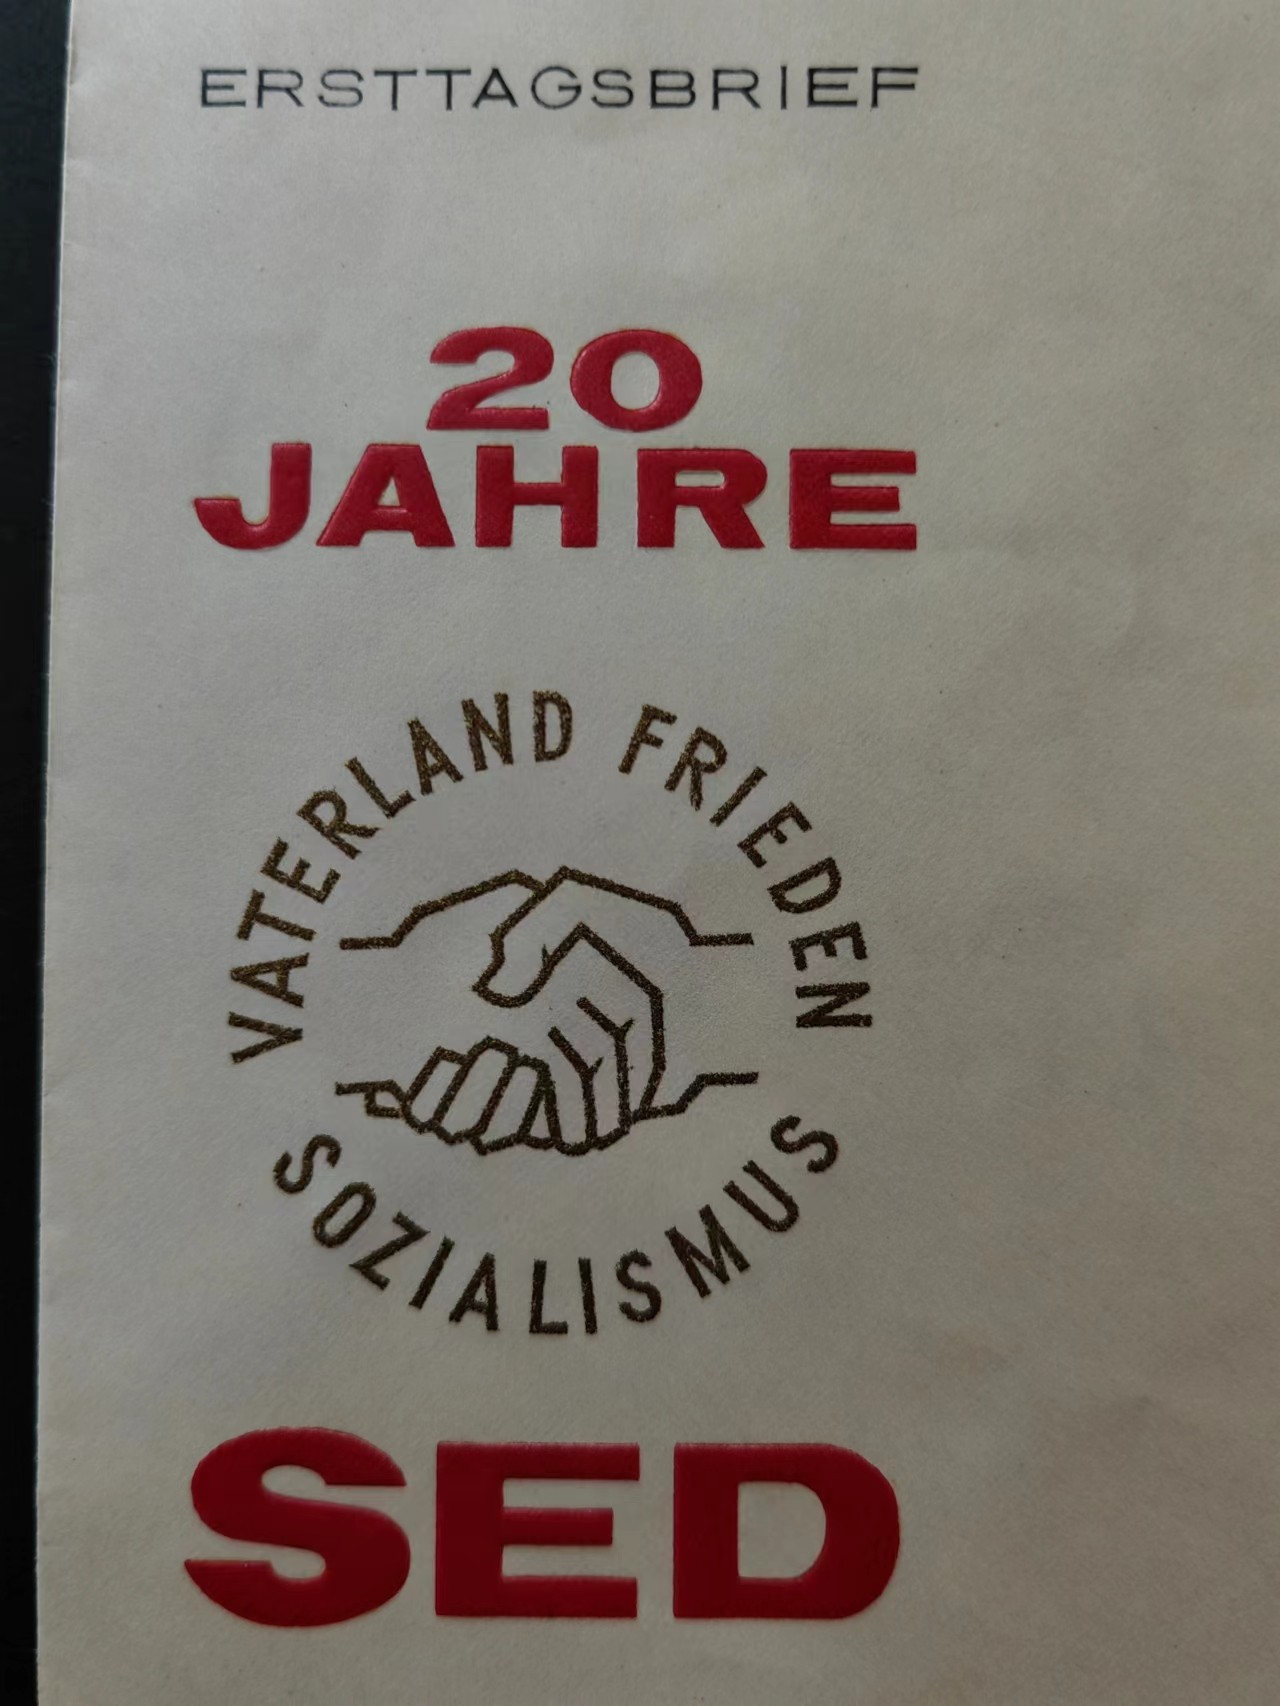 ERSTTAGSBRIEF
20
JAHRE
VATERLAND FRIEDEN
SOZIALISMUS
SED